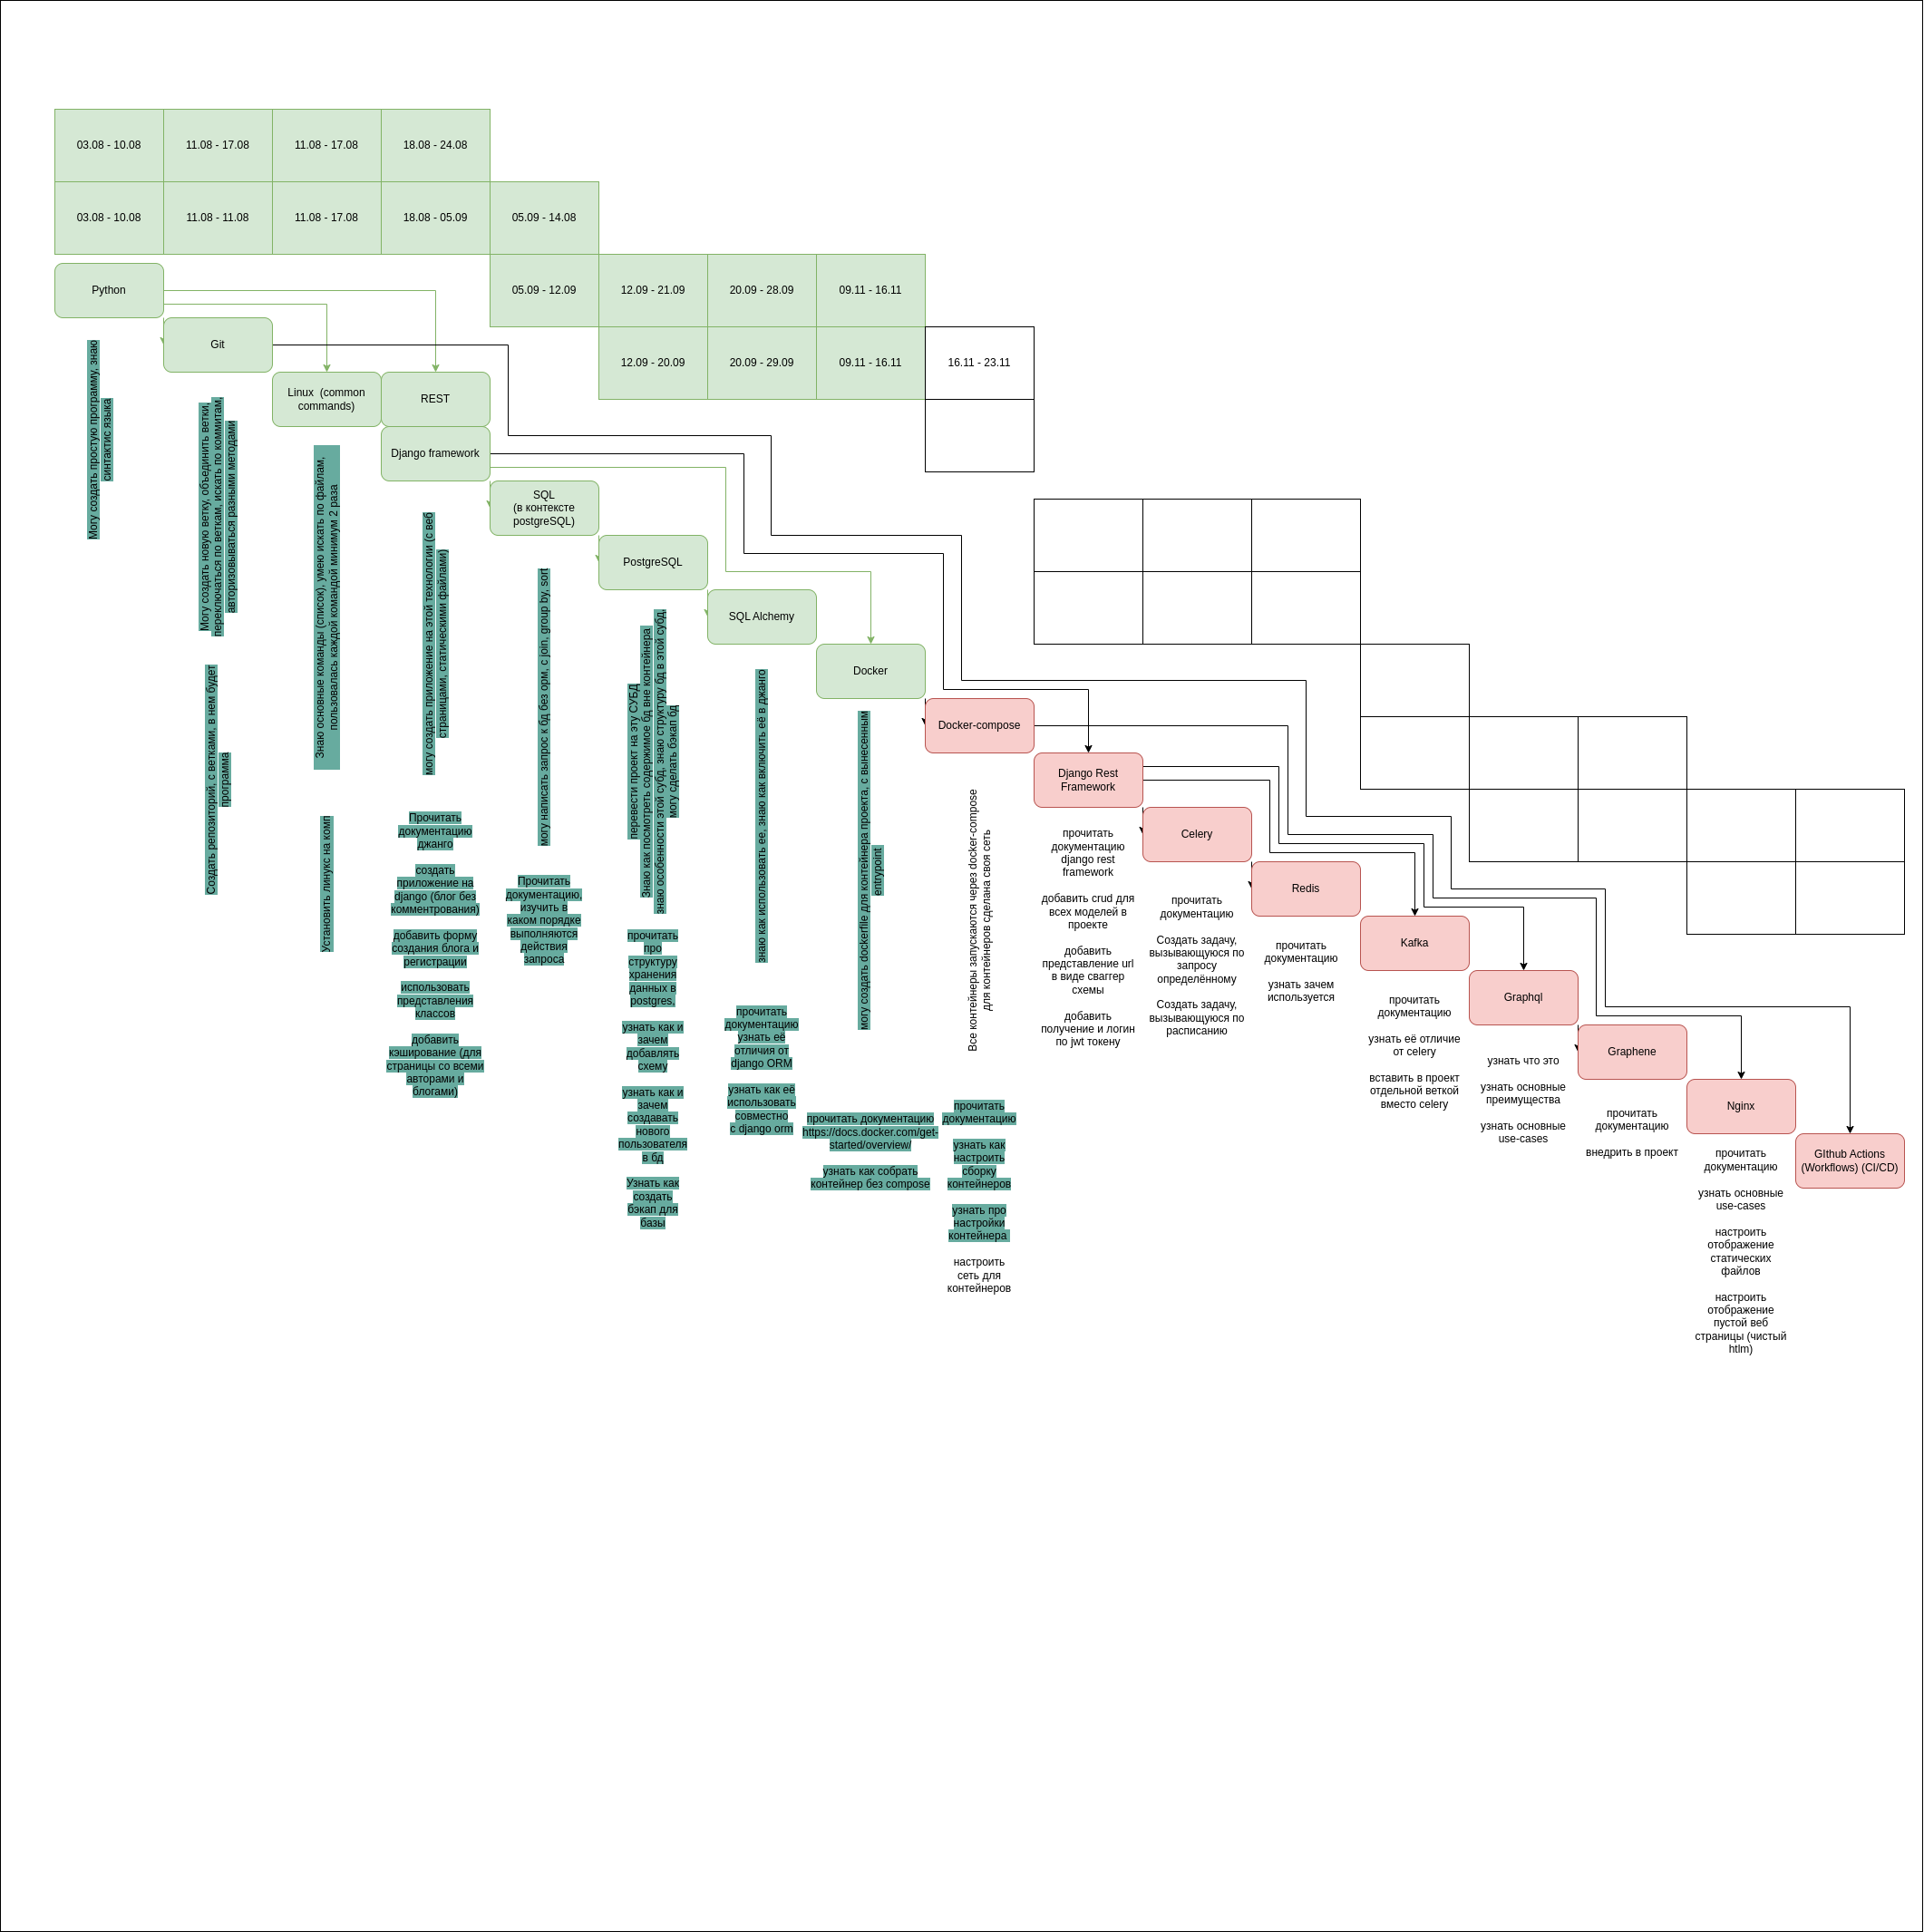 03.08 - 10.08
11.08 - 17.08
11.08 - 17.08
18.08 - 24.08
03.08 - 10.08
11.08 - 11.08
11.08 - 17.08
18.08 - 05.09
05.09 - 14.08
05.09 - 12.09
12.09 - 21.09
20.09 - 28.09
09.11 - 16.11
12.09 - 20.09
20.09 - 29.09
09.11 - 16.11
16.11 - 23.11
Python
Могу создать простую программу, знаю
синтактис языка
Git
Могу создать новую ветку, объединить ветки,
переключаться по веткам, искать по коммитам,
авторизовываться разными методами
Создать репозиторий, с ветками, в нем будет
программа
Linux (common
commands)
Знаю основные команды (список), умею искать по файлам,
пользовалась каждой командой минимум 2 раза
Установить линукс на комп
REST
Django framework
могу создать приложение на этой технологии (с веб
страницами, статическими файлами)
Прочитать
документацию
джанго
создать
приложение на
django (блог без
комментрования)
добавить форму
создания блога и
регистрации
использовать
представления
классов
добавить
кэширование (для
страницы со всеми
авторами и
блогами)
SQL
(в контексте
postgreSQL)
могу написать запрос к бд без орм, с join, group by, sort
Прочитать
документацию,
изучить в
каком порядке
выполняются
действия
запроса
PostgreSQL
перевести проект на эту СУБД
Знаю как посмотреть содержимое бд вне контейнера
знаю особенности этой субд, знаю структуру бд в этой субд,
могу сделать бэкап бд
прочитать
про
структуру
хранения
данных в
postgres,
узнать как и
зачем
добавлять
схему
узнать как и
зачем
создавать
нового
пользователя
в бд
Узнать как
создать
бэкап для
базы
SQL Alchemy
знаю как использовать ее, знаю как включить её в джанго
прочитать
документацию
узнать её
отличия от
django ORM
узнать как её
использовать
совместно
с django orm
Docker
могу создать dockerfile для контейнера проекта, с вынесенным
entrypoint
прочитать документацию
https://docs.docker.com/get-
started/overview/
узнать как собрать
контейнер без compose
Docker-compose
Все контейнеры запускаются через docker-compose
для контейнеров сделана своя сеть
прочитать
документацию
узнать как
настроить
сборку
контейнеров
узнать про
настройки
контейнера
настроить
сеть для
контейнеров
Django Rest
Framework
прочитать
документацию
django rest
framework
добавить crud для
всех моделей в
проекте
добавить
представление url
в виде сваггер
схемы
добавить
получение и логин
по jwt токену
Celery
прочитать
документацию
Создать задачу,
вызывающуюся по
запросу
определённому
Создать задачу,
вызывающуюся по
расписанию
Redis
прочитать
документацию
узнать зачем
используется
Kafka
прочитать
документацию
узнать её отличие
от celery
вставить в проект
отдельной веткой
вместо celery
Graphql
узнать что это
узнать основные
преимущества
узнать основные
use-cases
Graphene
прочитать
документацию
внедрить в проект
Nginx
прочитать
документацию
узнать основные
use-cases
настроить
отображение
статических
файлов
настроить
отображение
пустой веб
страницы (чистый
htlm)
GIthub Actions
(Workflows) (CI/CD)